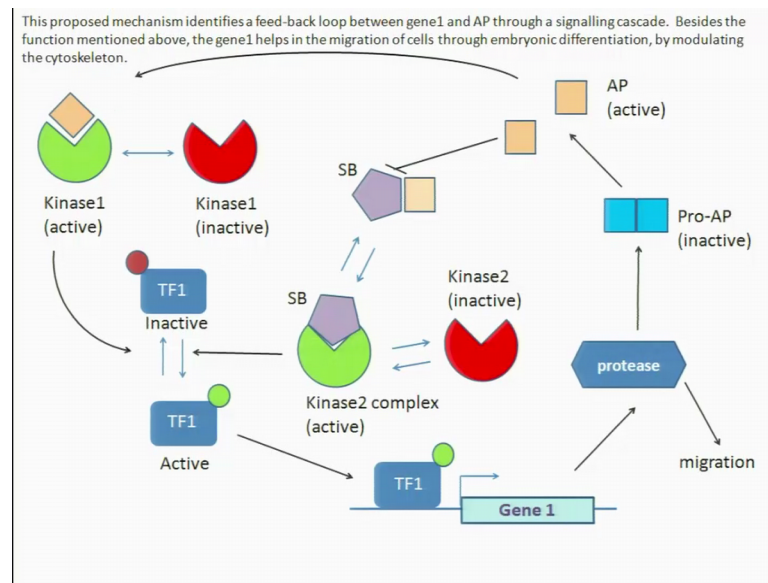 This proposed mechanism identifies a feed-back loop between gene1 and AP through a signalling cascade. Besides the
function mentioned above, the gene1 helps in the migration of cells through embryonic differentiation, by modulating
the cytoskeleton.
AP
(active)
SB
Kinase1
(active)
Kinase1
(inactive)
Pro-AP
(inactive)
TF1
Inactive
SB
Kinase2
(inactive)
protease
Kinase2 complex
(active)
TF1
Active
migration
TF1
Gene 1